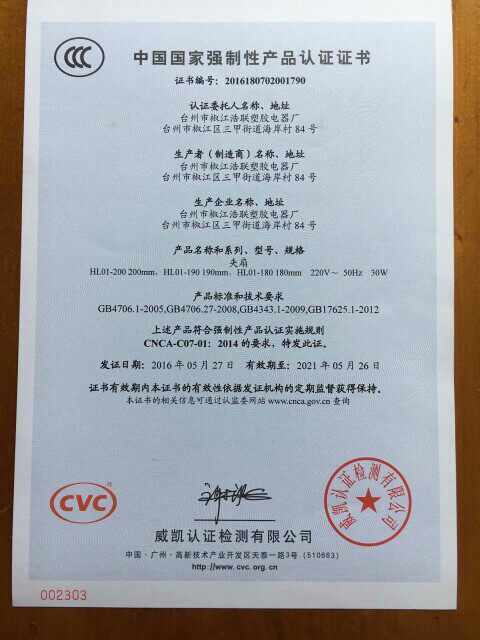 中国国家强制性产品认证证书
证书编号：2016180702001790
认证委托人名称、地址
台州市椒江浩联塑胶电器厂
台州市椒江区三甲街道海岸村 84 号
生产者（制造商）名称、地址
台州市椒江浩联塑胶电器厂
台州市椒江区三甲街道海岸村 84 号
生产企业名称、地址
台州市椒江浩联塑胶电器厂
台州市椒江区三甲街道海岸村 84 号
产品名称和系列、型号、规格
夹扇
HL01-200 200mm，HL01-190 190mm，HL01-180 180mm 220V～ 50Hz 30W
产品标准和技术要求
GB4706.1-2005,GB4706.27-2008,GB4343.1-2009,GB17625.1-2012
上述产品符合强制性产品认证实施规则
CNCA-C07-01：2014 的要求，特发此证。
发证日期：2016 年 05 月 27 日 有效期至：2021 年 05 月 26 日
证书有效期内本证书的有效性依据发证机构的定期监督获得保持。
本证书的相关信息可通过认监委网站 www.cnca.gov.cn 查询
CVC
威凯认证检测有限公司
威凯认证检测有限公司
中国·广州·高新技术产业开发区天泰一路3号（510663）
http://www.cvc.org.cn
002303